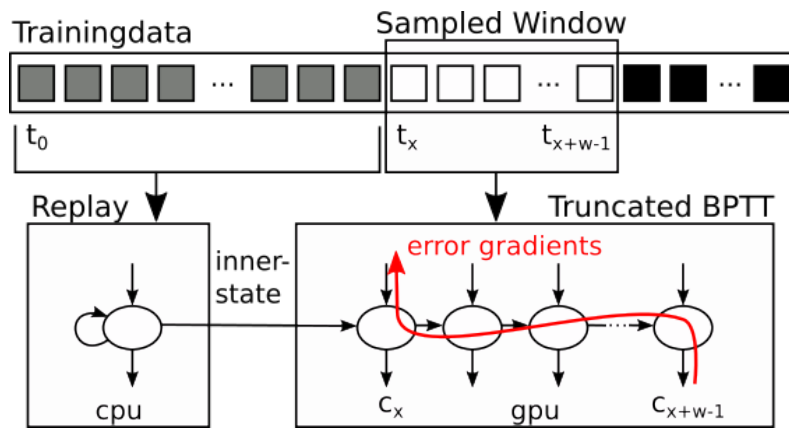 Trainingdata
Sampled Window
...
...
...
t₀
tₓ
tₓ₊w₋₁
Replay
Truncated BPTT
inner-
state
error gradients
...
cpu
cₓ
gpu
cₓ₊w₋₁